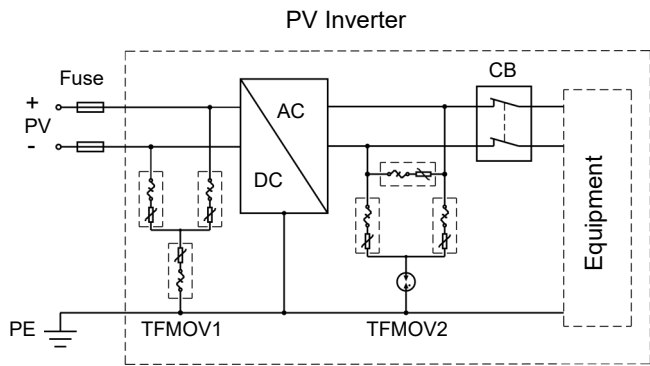 PV Inverter
Fuse
CB
+
PV
-
AC
DC
Equipment
PE
TFMOV1
TFMOV2